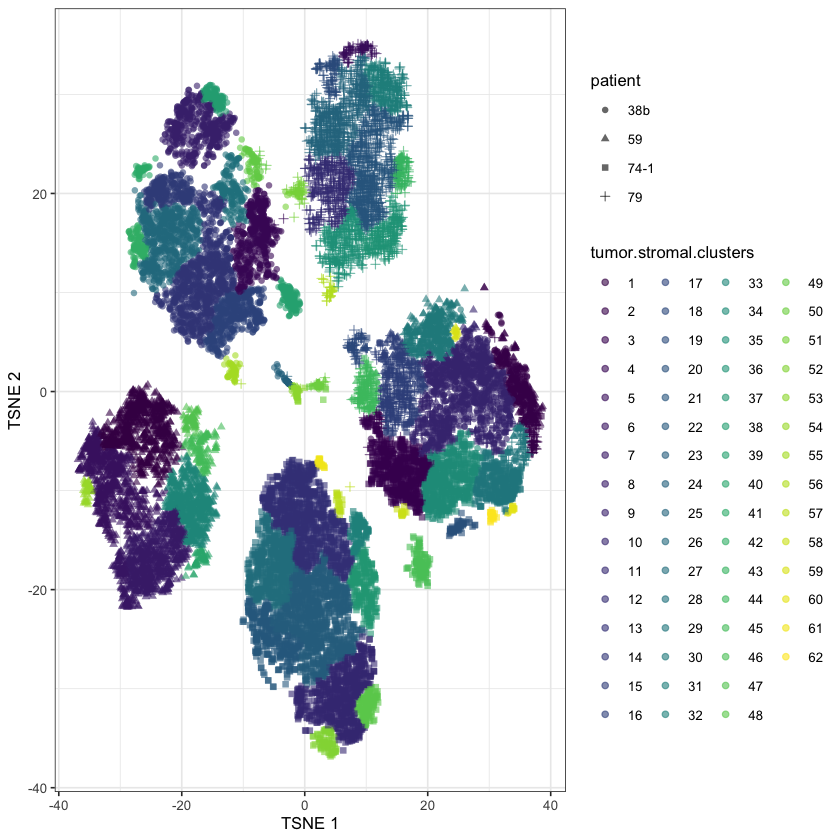 patient
38b
59
74-1
79
tumor.stromal.clusters
1 17 33 49
2 18 34 50
3 19 35 51
4 20 36 52
5 21 37 53
6 22 38 54
7 23 39 55
8 24 40 56
9 25 41 57
10 26 42 58
11 27 43 59
12 28 44 60
13 29 45 61
14 30 46 62
15 31 47
16 32 48
TSNE 2
20
0
-20
-40
-40 -20 0 20 40
TSNE 1